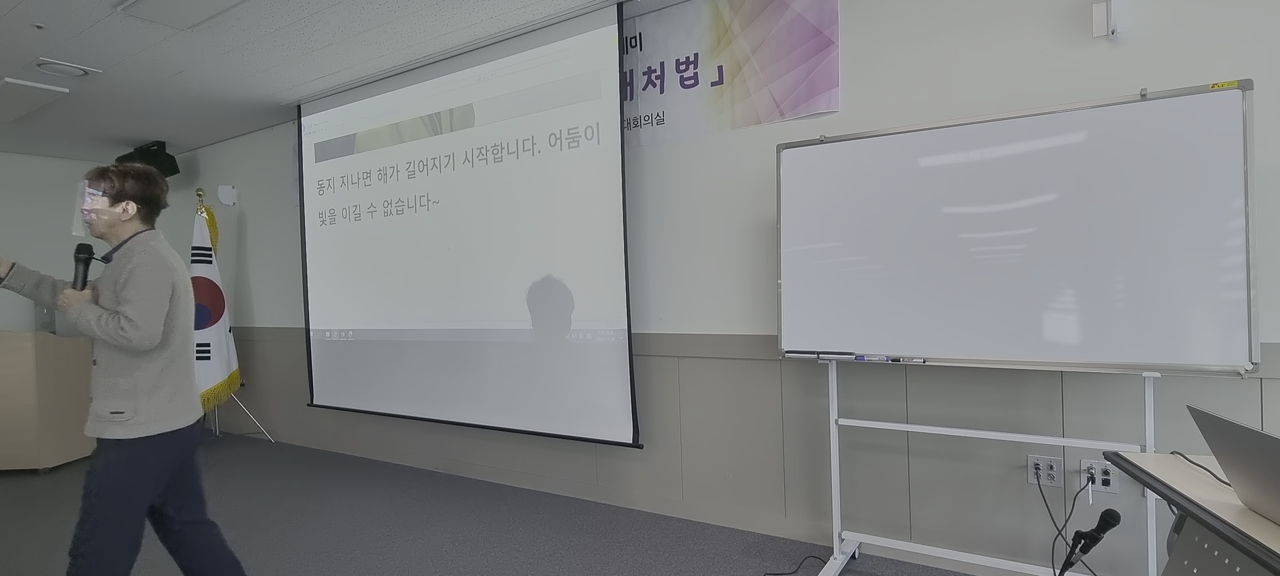 동지 지나면 해가 길어지기 시작합니다. 어둠이
빛을 이길 수 없습니다~
처법」
대회의실